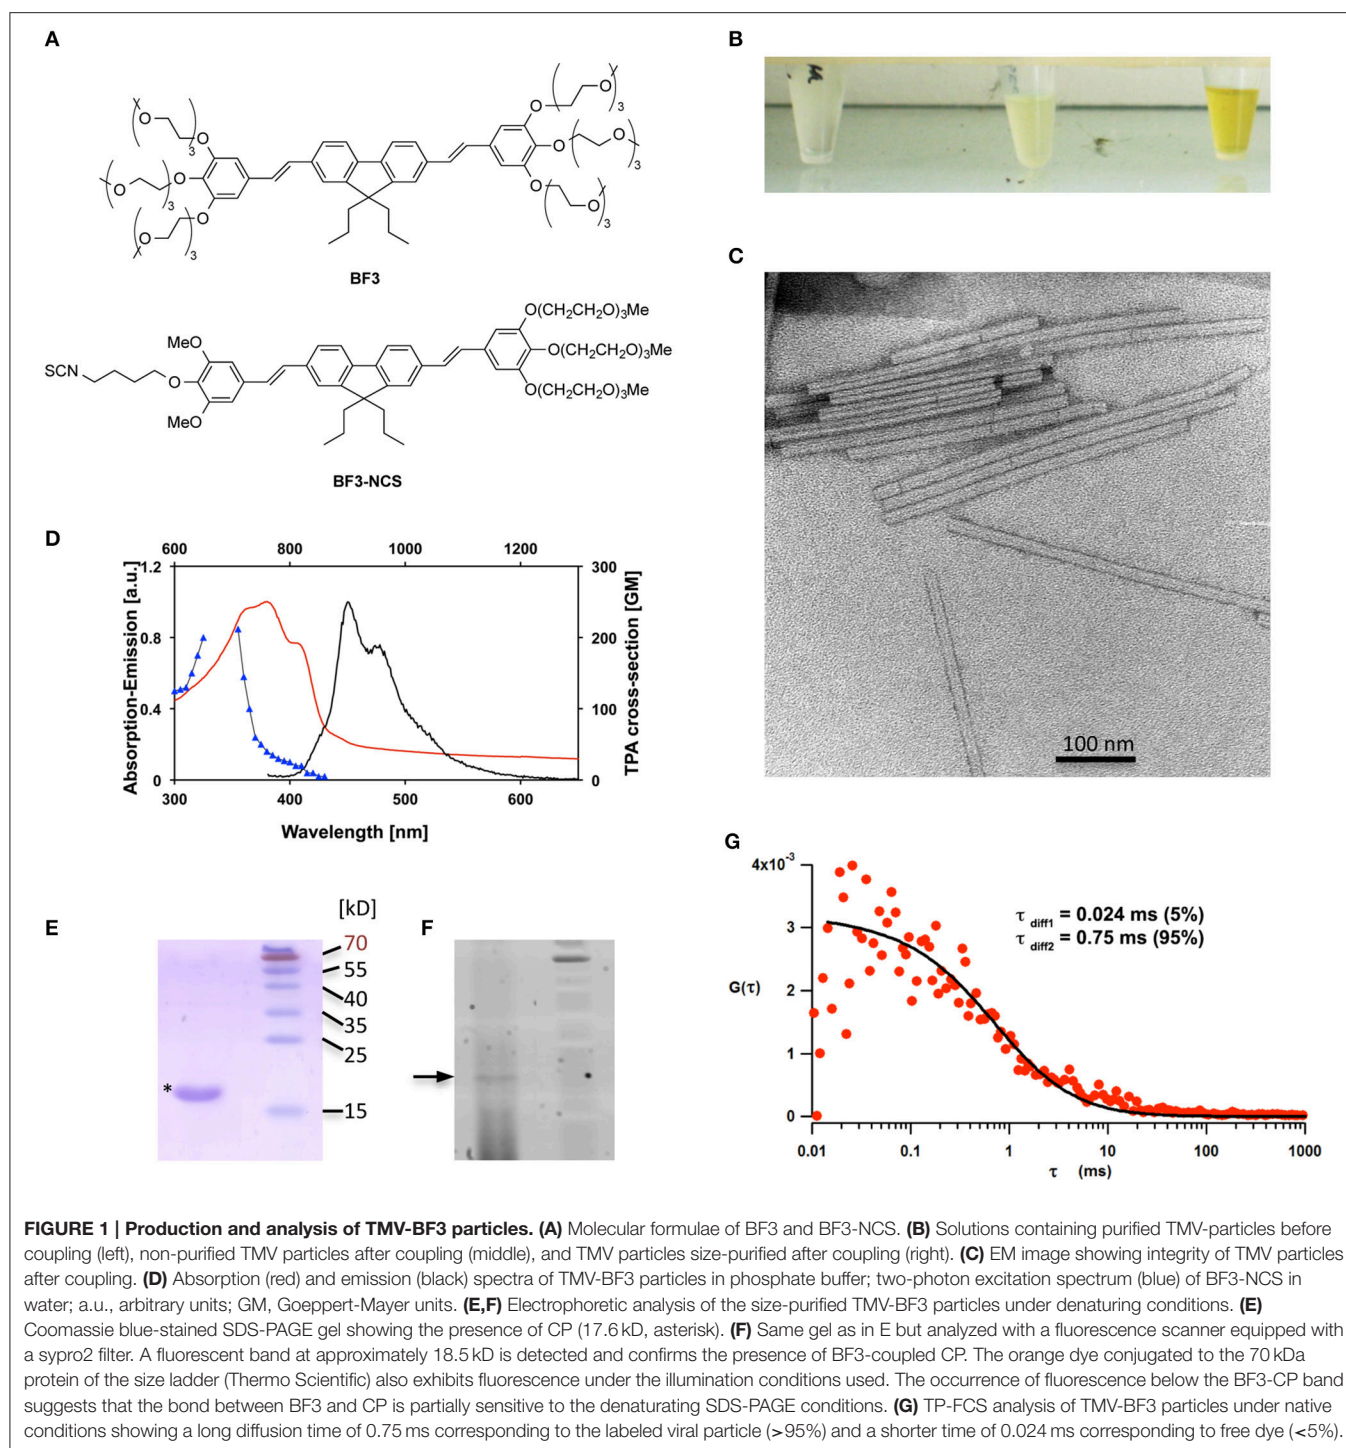 A
O
O
3
O
O
3
O
O
3
O
O
3
O
O
3
O
O
3
BF3
SCN
O
MeO
MeO
O(CH₂CH₂O)₃Me
O(CH₂CH₂O)₃Me
O(CH₂CH₂O)₃Me
BF3-NCS
B
C
100 nm
D
600 800 1000 1200
1.2 300
0.8 200
0.4 100
0 0
300 400 500 600
Absorption-Emission [a.u.]
TPA cross-section [GM]
Wavelength [nm]
E
[kD]
70
55
40
35
25
15
*
F
G
4x10⁻³
3
2
1
0
G(τ)
τ diff1 = 0.024 ms (5%)
τ diff2 = 0.75 ms (95%)
0.01 0.1 1 10 100 1000
τ (ms)
FIGURE 1 | Production and analysis of TMV-BF3 particles. (A) Molecular formulae of BF3 and BF3-NCS. (B) Solutions containing purified TMV-particles before
coupling (left), non-purified TMV particles after coupling (middle), and TMV particles size-purified after coupling (right). (C) EM image showing integrity of TMV particles
after coupling. (D) Absorption (red) and emission (black) spectra of TMV-BF3 particles in phosphate buffer; two-photon excitation spectrum (blue) of BF3-NCS in
water; a.u., arbitrary units; GM, Goeppert-Mayer units. (E,F) Electrophoretic analysis of the size-purified TMV-BF3 particles under denaturing conditions. (E)
Coomassie blue-stained SDS-PAGE gel showing the presence of CP (17.6 kD, asterisk). (F) Same gel as in E but analyzed with a fluorescence scanner equipped with
a sypro2 filter. A fluorescent band at approximately 18.5 kD is detected and confirms the presence of BF3-coupled CP. The orange dye conjugated to the 70 kDa
protein of the size ladder (Thermo Scientific) also exhibits fluorescence under the illumination conditions used. The occurrence of fluorescence below the BF3-CP band
suggests that the bond between BF3 and CP is partially sensitive to the denaturating SDS-PAGE conditions. (G) TP-FCS analysis of TMV-BF3 particles under native
conditions showing a long diffusion time of 0.75 ms corresponding to the labeled viral particle (>95%) and a shorter time of 0.024 ms corresponding to free dye (<5%).